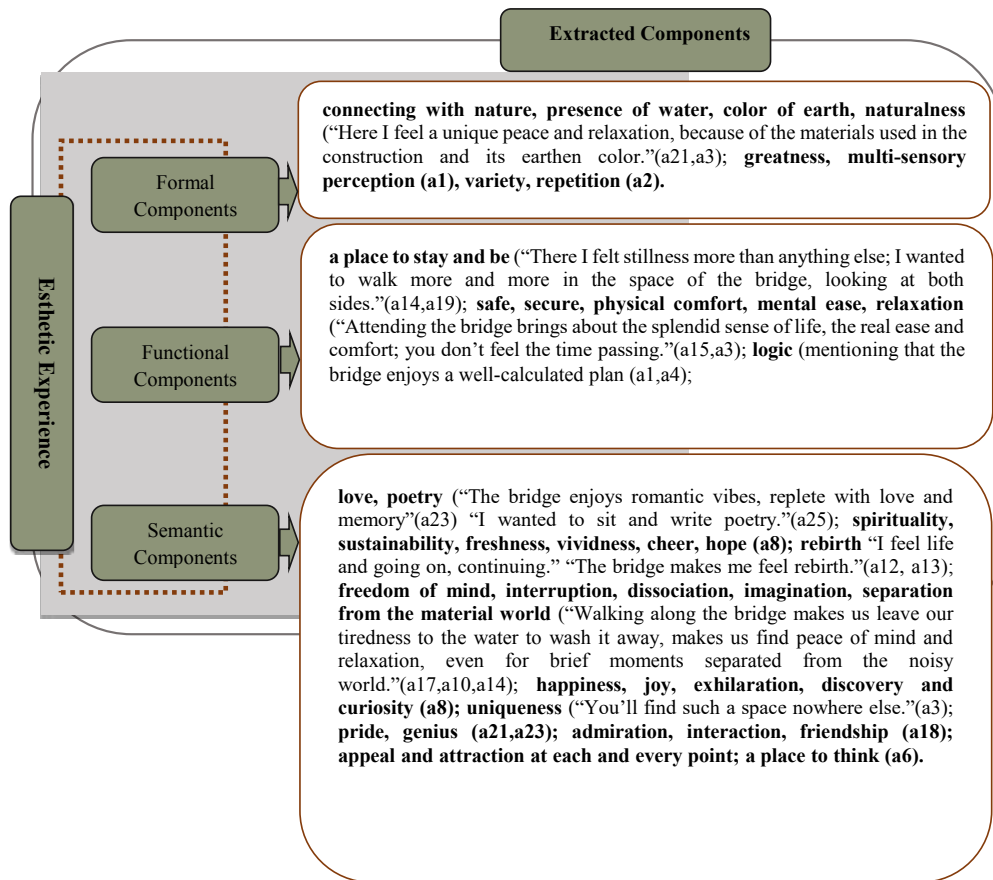 Extracted Components
Esthetic Experience
Formal
Components
connecting with nature, presence of water, color of earth, naturalness
(“Here I feel a unique peace and relaxation, because of the materials used in the
construction and its earthen color.”(a21,a3); greatness, multi-sensory
perception (a1), variety, repetition (a2).
Functional
Components
a place to stay and be (“There I felt stillness more than anything else; I wanted
to walk more and more in the space of the bridge, looking at both
sides.”(a14,a19); safe, secure, physical comfort, mental ease, relaxation
(“Attending the bridge brings about the splendid sense of life, the real ease and
comfort; you don’t feel the time passing.”(a15,a3); logic (mentioning that the
bridge enjoys a well-calculated plan (a1,a4);
Semantic
Components
love, poetry (“The bridge enjoys romantic vibes, replete with love and
memory”(a23) “I wanted to sit and write poetry.”(a25); spirituality,
sustainability, freshness, vividness, cheer, hope (a8); rebirth “I feel life
and going on, continuing.” “The bridge makes me feel rebirth.”(a12, a13);
freedom of mind, interruption, dissociation, imagination, separation
from the material world (“Walking along the bridge makes us leave our
tiredness to the water to wash it away, makes us find peace of mind and
relaxation, even for brief moments separated from the noisy
world.”(a17,a10,a14); happiness, joy, exhilaration, discovery and
curiosity (a8); uniqueness (“You’ll find such a space nowhere else.”(a3);
pride, genius (a21,a23); admiration, interaction, friendship (a18);
appeal and attraction at each and every point; a place to think (a6).